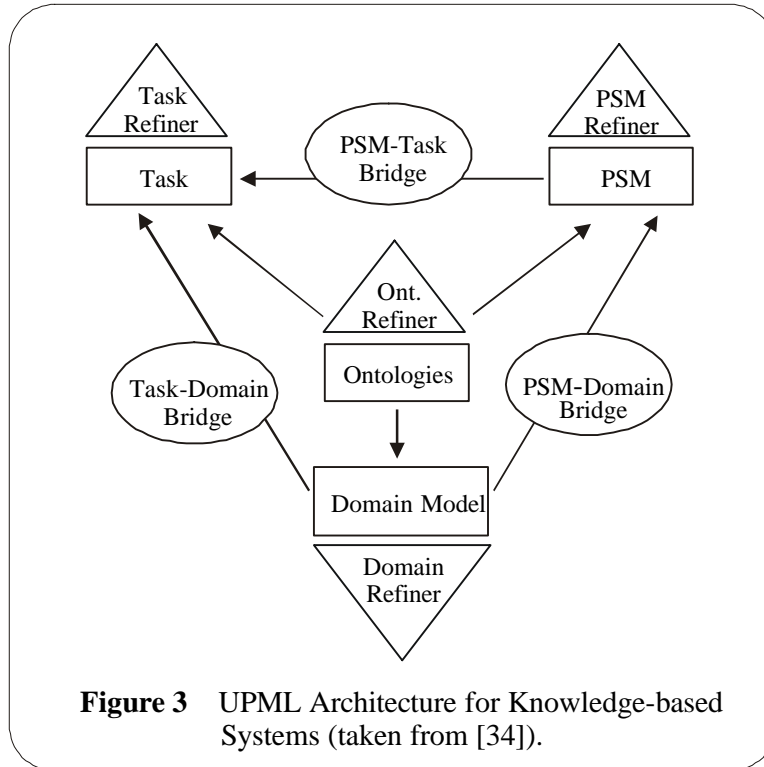 Task
Refiner
PSM
Refiner
PSM-Task
Bridge
Task
PSM
Ont.
Refiner
Ontologies
Task-Domain
Bridge
PSM-Domain
Bridge
Domain Model
Domain
Refiner
Figure 3 UPML Architecture for Knowledge-based
Systems (taken from [34]).